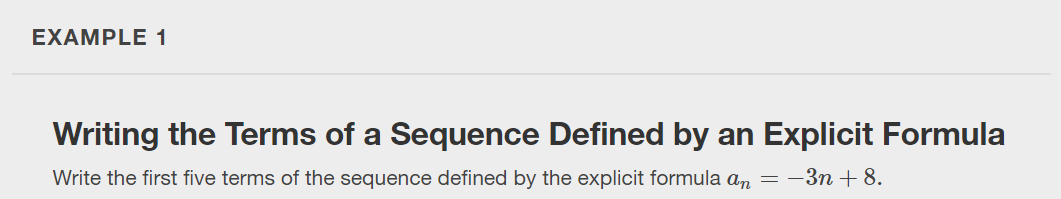 EXAMPLE 1
Writing the Terms of a Sequence Defined by an Explicit Formula
Write the first five terms of the sequence defined by the explicit formula aₙ = −3n + 8.